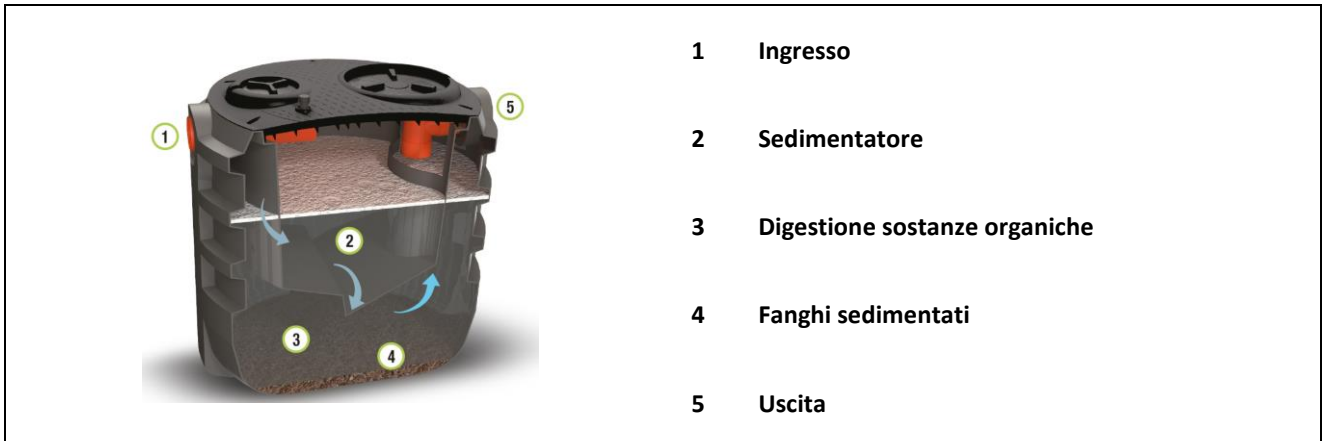 1
5
2
3
4
1 Ingresso
2 Sedimentatore
3 Digestione sostanze organiche
4 Fanghi sedimentati
5 Uscita